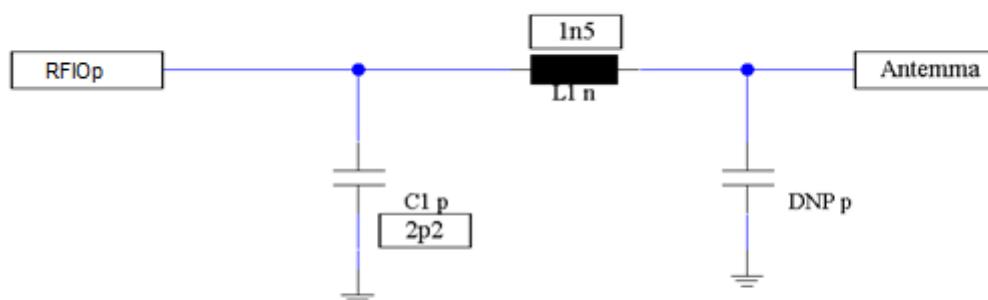 1n5
RFIOp
Antemma
L1 n
C1 p
DNP p
2p2